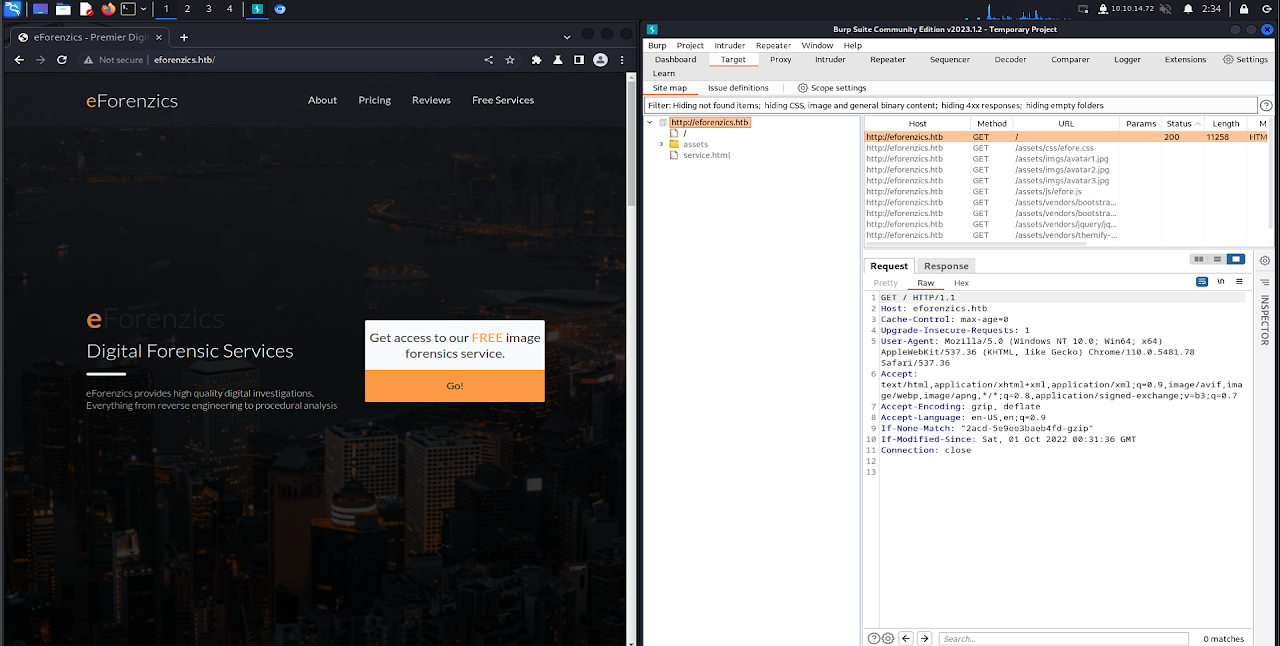 1 2 3 4
10.10.14.72
2:34
eForenzics - Premier Digi
Not secure | eforenzics.htb/
eForenzics
About Pricing Reviews Free Services
eForenzics
Digital Forensic Services
eForenzics provides high quality digital investigations.
Everything from reverse engineering to procedural analysis
Get access to our FREE image
forensics service.
Go!
Burp Suite Community Edition v2023.1.2 - Temporary Project
Burp Project Intruder Repeater Window Help
Dashboard Target Proxy Intruder Repeater Sequencer Decoder Comparer Logger Extensions Settings
Learn
Site map Issue definitions Scope settings
Filter: Hiding not found items; hiding CSS, image and general binary content; hiding 4xx responses; hiding empty folders
http://eforenzics.htb
/
assets
service.html
Host Method URL Params Status Length M
http://eforenzics.htb GET / 200 11258 HTM
http://eforenzics.htb GET /assets/css/efore.css
http://eforenzics.htb GET /assets/imgs/avatar1.jpg
http://eforenzics.htb GET /assets/imgs/avatar2.jpg
http://eforenzics.htb GET /assets/imgs/avatar3.jpg
http://eforenzics.htb GET /assets/js/efore.js
http://eforenzics.htb GET /assets/vendors/bootstra...
http://eforenzics.htb GET /assets/vendors/bootstra...
http://eforenzics.htb GET /assets/vendors/jquery/jq...
http://eforenzics.htb GET /assets/vendors/themify-...
Request Response
Pretty Raw Hex
\n
INSPECTOR
1 GET / HTTP/1.1
2 Host: eforenzics.htb
3 Cache-Control: max-age=0
4 Upgrade-Insecure-Requests: 1
5 User-Agent: Mozilla/5.0 (Windows NT 10.0; Win64; x64)
AppleWebKit/537.36 (KHTML, like Gecko) Chrome/110.0.5481.78
Safari/537.36
6 Accept:
text/html,application/xhtml+xml,application/xml;q=0.9,image/avif,ima
ge/webp,image/apng,*/*;q=0.8,application/signed-exchange;v=b3;q=0.7
7 Accept-Encoding: gzip, deflate
8 Accept-Language: en-US,en;q=0.9
9 If-None-Match: "2acd-5e9ee3baeb4fd-gzip"
10 If-Modified-Since: Sat, 01 Oct 2022 00:31:36 GMT
11 Connection: close
12
13
Search...
0 matches